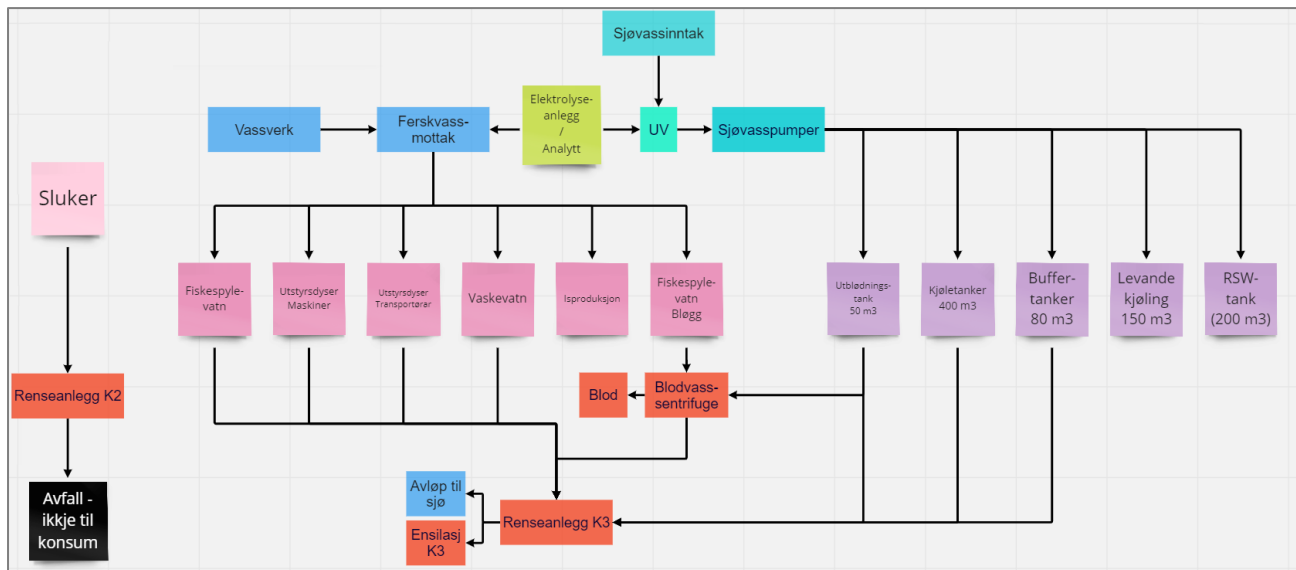 Sjøvassinntak
Elektrolyse-
anlegg
/
Analytt
Vassverk
Ferskvass-
mottak
UV
Sjøvasspumper
Sluker
Fiskespyle-
vatn
Utstyrsdyser
Maskiner
Utstyrsdyser
Transportørar
Vaskevatn
Isproduksjon
Fiskespyle-
vatn
Bløgg
Utblødnings-
tank
50 m3
Kjøletanker
400 m3
Buffer-
tanker
80 m3
Levande
kjøling
150 m3
RSW-
tank
(200 m3)
Renseanlegg K2
Blod
Blodvass-
sentrifuge
Avfall -
ikkje til
konsum
Avløp til
sjø
Ensilasj
K3
Renseanlegg K3